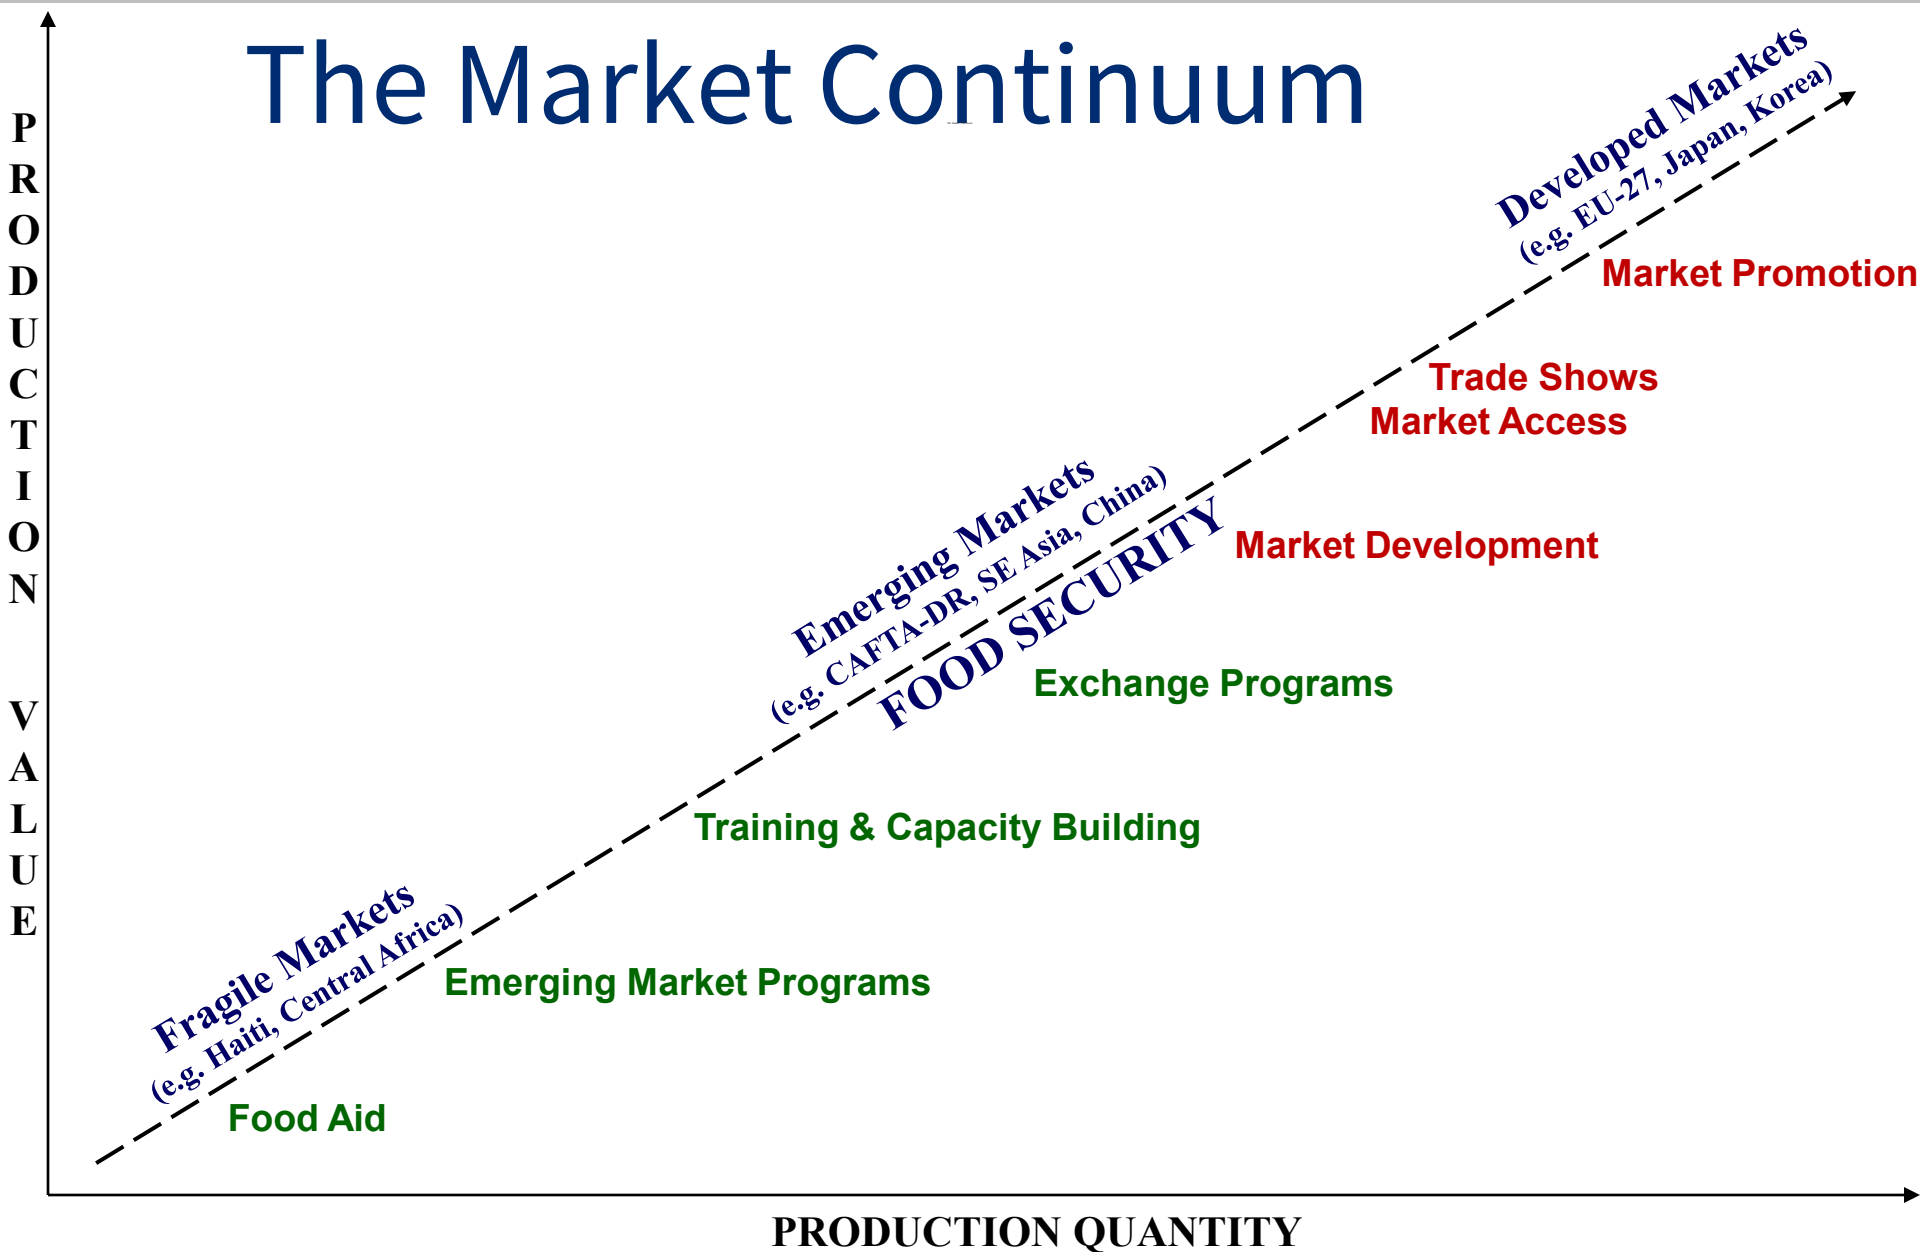 The Market Continuum
PRODUCTION VALUE
Developed Markets
(e.g. EU-27, Japan, Korea)
Market Promotion
Trade Shows
Market Access
Emerging Markets
(e.g. CAFTA-DR, SE Asia, China)
FOOD SECURITY
Market Development
Exchange Programs
Training & Capacity Building
Fragile Markets
(e.g. Haiti, Central Africa)
Emerging Market Programs
Food Aid
PRODUCTION QUANTITY